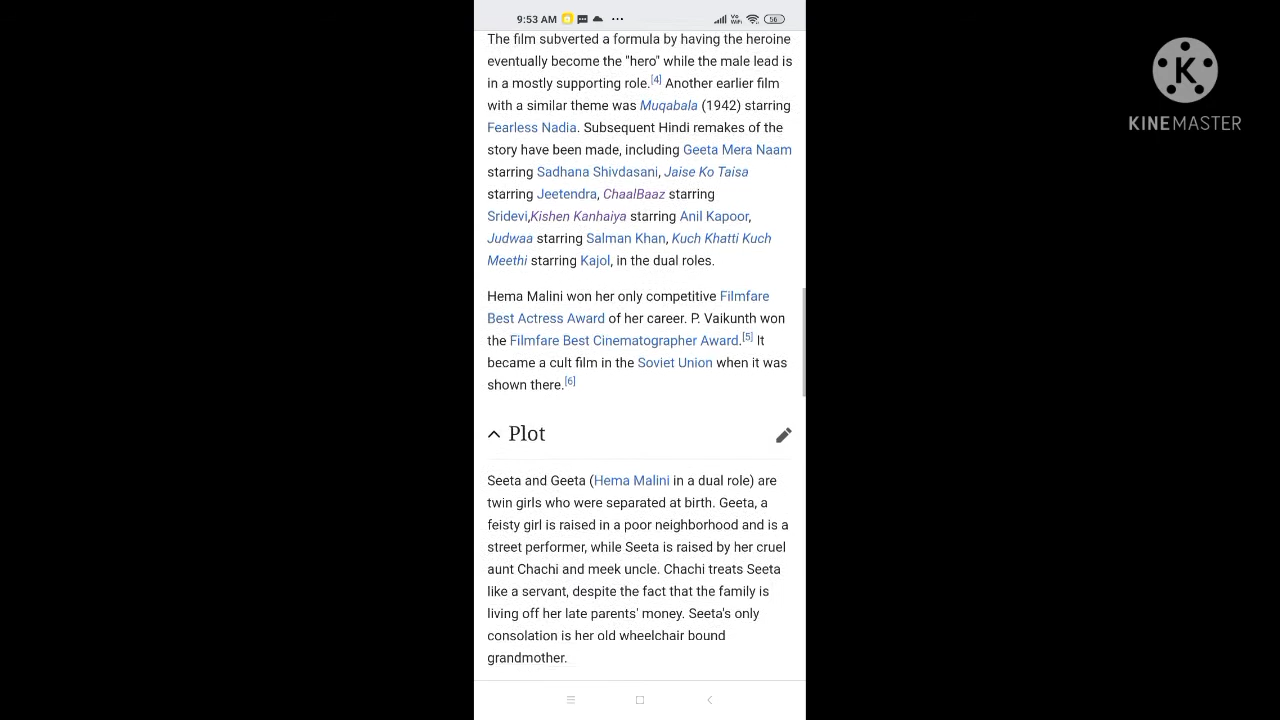 9:53 AM
Vo
WiFi
56
The film subverted a formula by having the heroine
eventually become the "hero" while the male lead is
in a mostly supporting role.[4] Another earlier film
with a similar theme was Muqabala (1942) starring
Fearless Nadia. Subsequent Hindi remakes of the
story have been made, including Geeta Mera Naam
starring Sadhana Shivdasani, Jaise Ko Taisa
starring Jeetendra, ChaalBaaz starring
Sridevi,Kishen Kanhaiya starring Anil Kapoor,
Judwaa starring Salman Khan, Kuch Khatti Kuch
Meethi starring Kajol, in the dual roles.
Hema Malini won her only competitive Filmfare
Best Actress Award of her career. P. Vaikunth won
the Filmfare Best Cinematographer Award.[5] It
became a cult film in the Soviet Union when it was
shown there.[6]
Plot
Seeta and Geeta (Hema Malini in a dual role) are
twin girls who were separated at birth. Geeta, a
feisty girl is raised in a poor neighborhood and is a
street performer, while Seeta is raised by her cruel
aunt Chachi and meek uncle. Chachi treats Seeta
like a servant, despite the fact that the family is
living off her late parents' money. Seeta's only
consolation is her old wheelchair bound
grandmother.
K
KINEMASTER